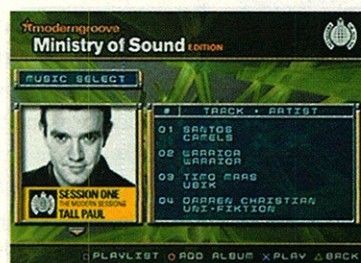 moderngroove
Ministry of Sound EDITION
MUSIC SELECT
# TRACK + ARTIST
01 SANTOS
CAMELS
02 WARRIOR
WARRIOR
03 TIMO MAAS
UBIK
04 DARREN CHRISTIAN
UNI-FIKTION
SESSION ONE
THE MODERN SESSIONS
TALL PAUL
□ PLAYLIST ○ ADD ALBUM ✕ PLAY △ BACK